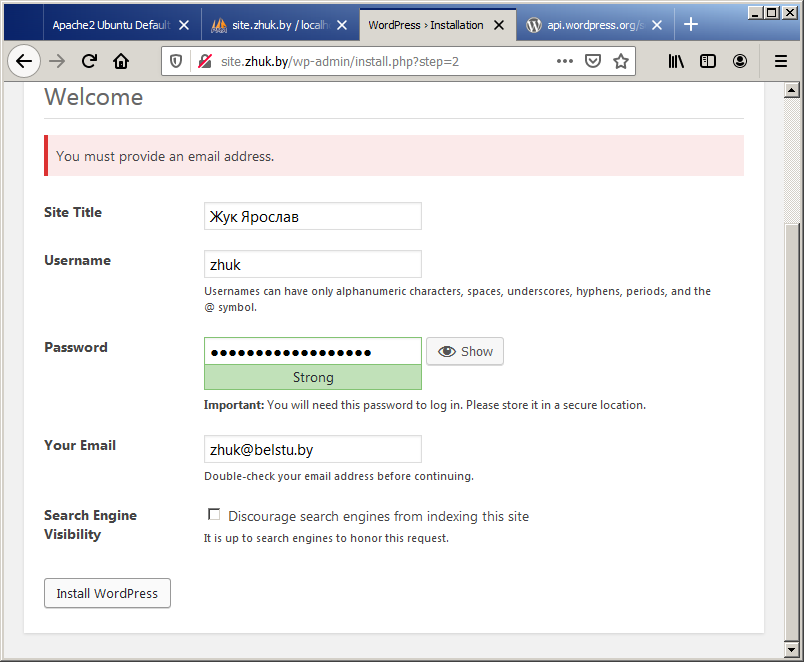 Apache2 Ubuntu Default
site.zhuk.by / localh
WordPress › Installation
api.wordpress.org/s
site.zhuk.by/wp-admin/install.php?step=2
Welcome
You must provide an email address.
Site Title
Жук Ярослав
Username
zhuk
Usernames can have only alphanumeric characters, spaces, underscores, hyphens, periods, and the
@ symbol.
Password
Show
Strong
Important: You will need this password to log in. Please store it in a secure location.
Your Email
zhuk@belstu.by
Double-check your email address before continuing.
Search Engine
Visibility
Discourage search engines from indexing this site
It is up to search engines to honor this request.
Install WordPress